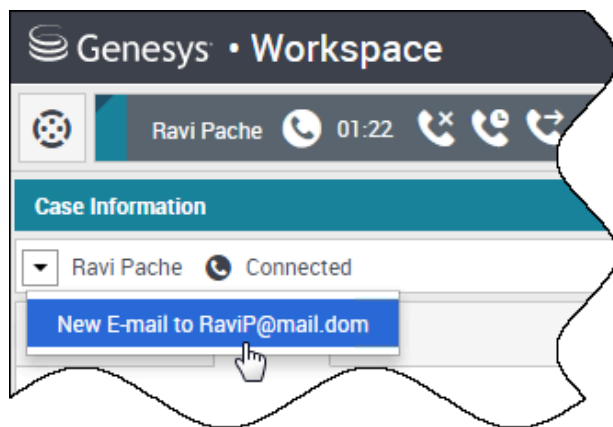 Genesys • Workspace
Ravi Pache 01:22
Case Information
Ravi Pache Connected
New E-mail to RaviP@mail.dom